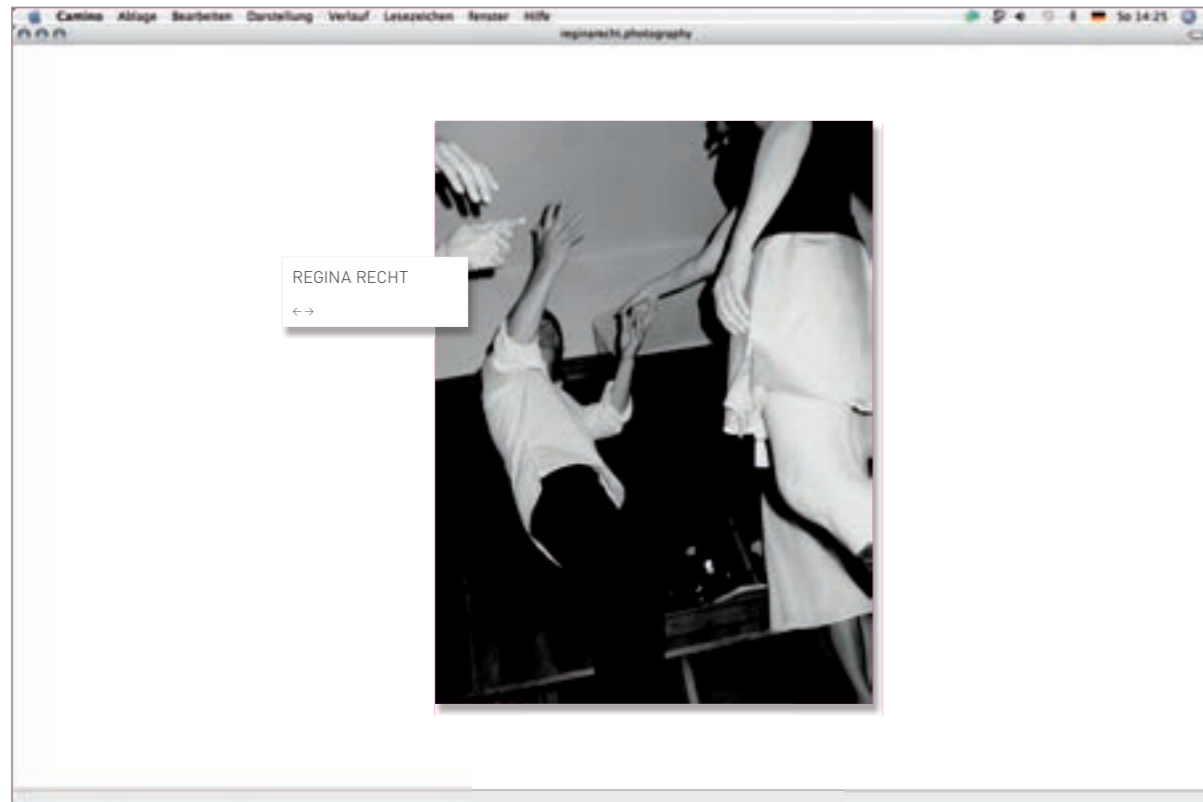 Camino Ablage Bearbeiten Darstellung Verlauf Lesezeichen Fenster Hilfe So 14:25
reginarecht.photography
REGINA RECHT
←→